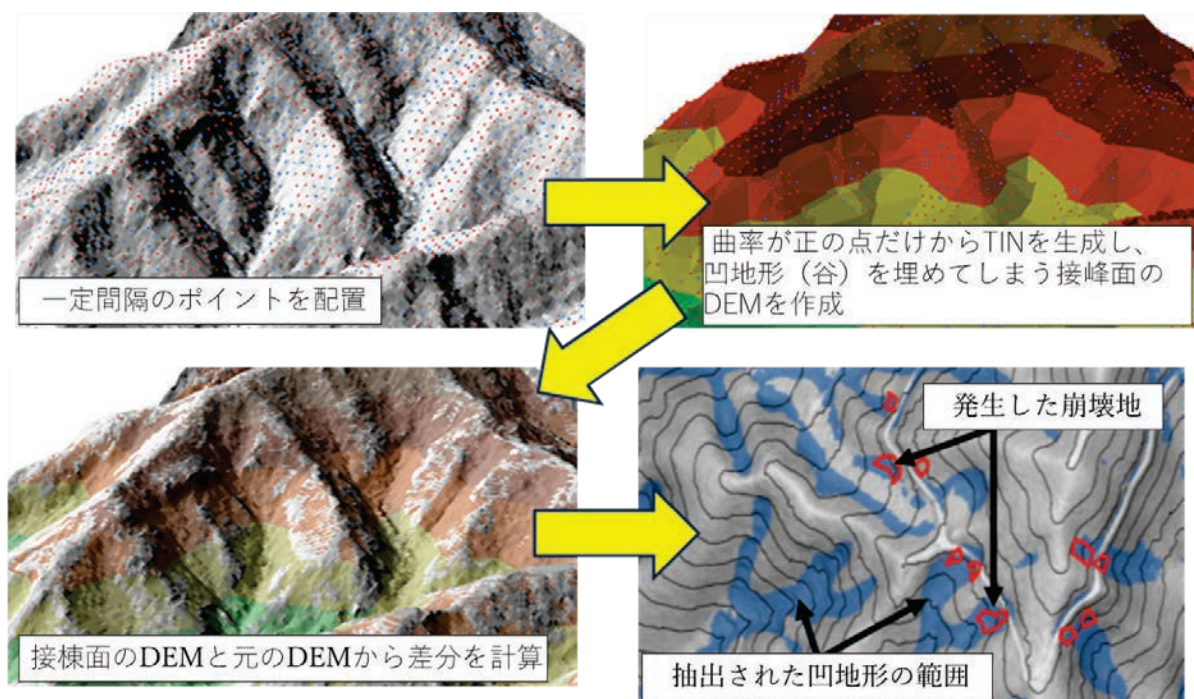 一定間隔のポイントを配置
曲率が正の点だけからTINを生成し、
凹地形（谷）を埋めてしまう接峰面の
DEMを作成
接棟面のDEMと元のDEMから差分を計算
発生した崩壊地
抽出された凹地形の範囲